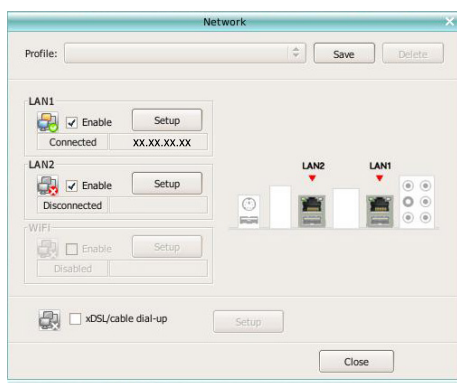 Network
Profile:
Save
Delete
LAN1
Enable
Setup
Connected
XX.XX.XX.XX
LAN2
Enable
Setup
Disconnected
WiFi
Enable
Setup
Disabled
LAN2
LAN1
xDSL/cable dial-up
Setup
Close